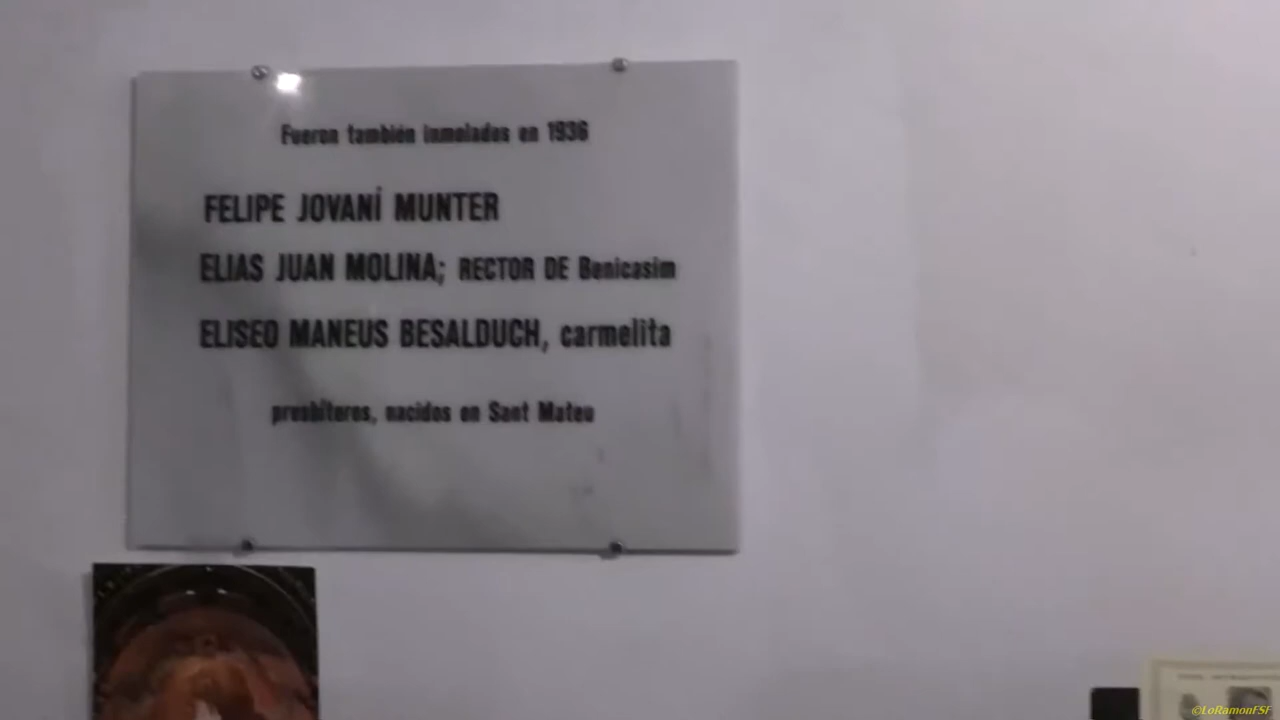 Fueron también inmolados en 1936
FELIPE JOVANÍ MUNTER
ELIAS JUAN MOLINA; RECTOR DE Benicasim
ELISEO MANEUS BESALDUCH, carmelita
presbíteros, nacidos en Sant Mateu
©LoRamonFSF